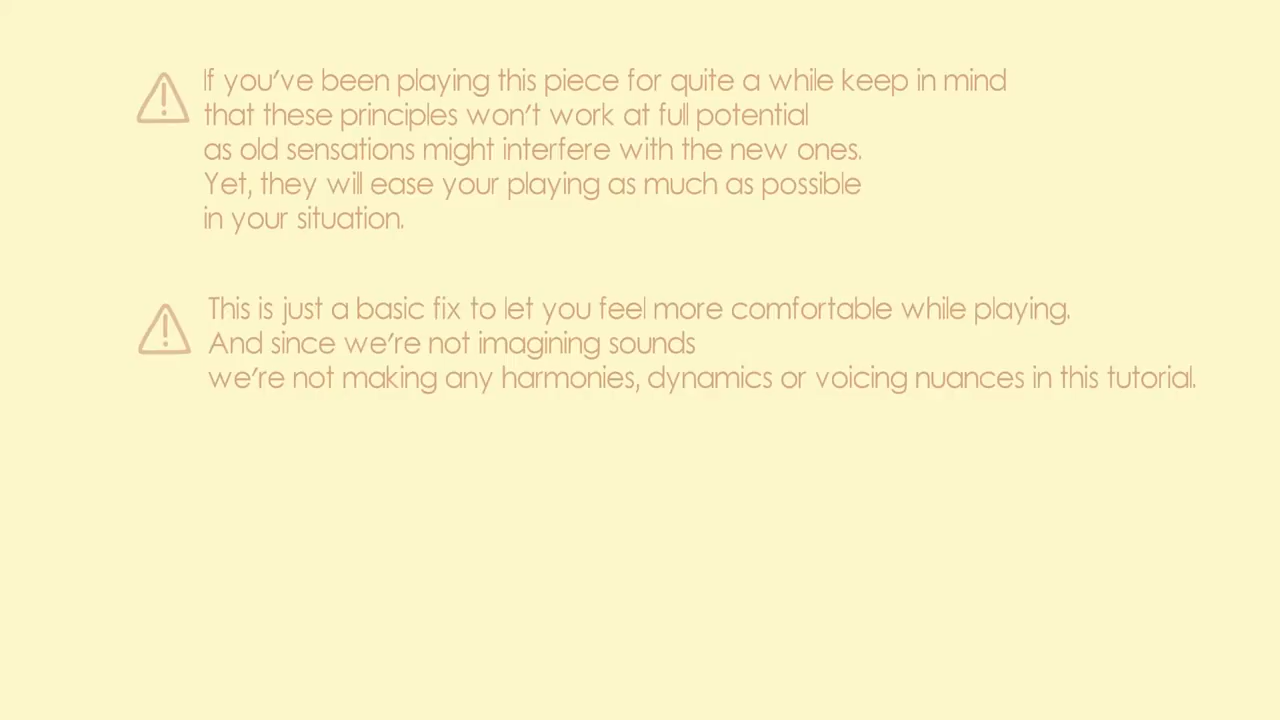 If you've been playing this piece for quite a while keep in mind
that these principles won't work at full potential
as old sensations might interfere with the new ones.
Yet, they will ease your playing as much as possible
in your situation.
This is just a basic fix to let you feel more comfortable while playing.
And since we're not imagining sounds
we're not making any harmonies, dynamics or voicing nuances in this tutorial.